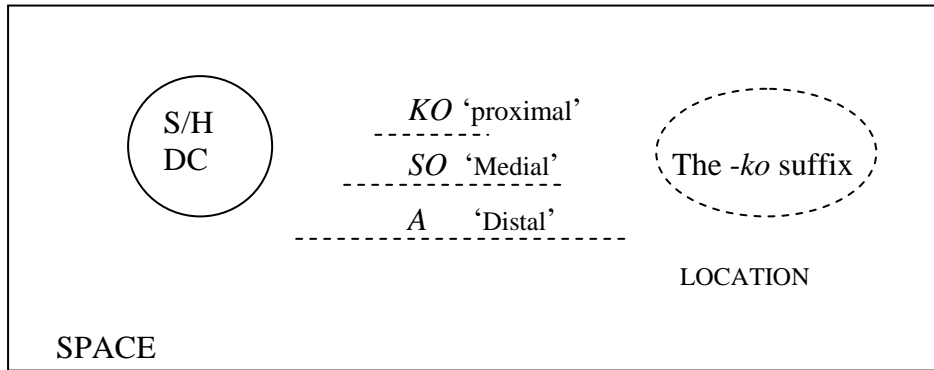 S/H
DC
KO ‘proximal’
SO ‘Medial’
A ‘Distal’
The -ko suffix
LOCATION
SPACE